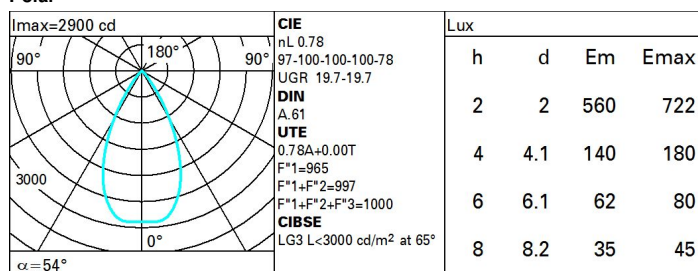 Imax=2900 cd
90°
180°
90°
3000
0°
α=54°
CIE
nL 0.78
97-100-100-100-78
UGR 19.7-19.7
DIN
A.61
UTE
0.78A+0.00T
F"1=965
F"1+F"2=997
F"1+F"2+F"3=1000
CIBSE
LG3 L<3000 cd/m² at 65°
Lux
h d Em Emax
2 2 560 722
4 4.1 140 180
6 6.1 62 80
8 8.2 35 45